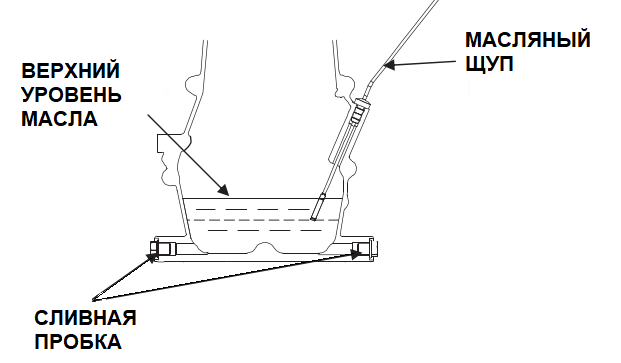 МАСЛЯНЫЙ
ЩУП
ВЕРХНИЙ
УРОВЕНЬ
МАСЛА
СЛИВНАЯ
ПРОБКА